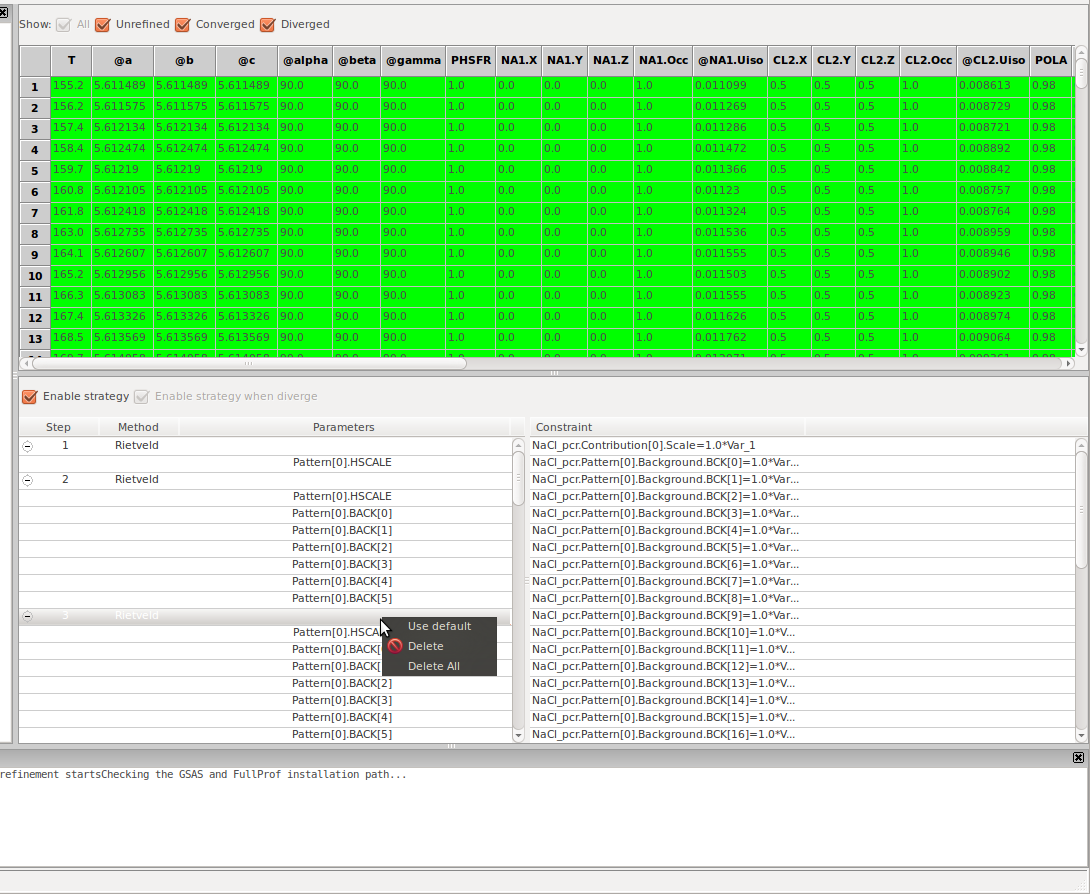 Show: All Unrefined Converged Diverged
T @a @b @c @alpha @beta @gamma PHSFR NA1.X NA1.Y NA1.Z NA1.Occ @NA1.Uiso CL2.X CL2.Y CL2.Z CL2.Occ @CL2.Uiso POLA
1 155.2 5.611489 5.611489 5.611489 90.0 90.0 90.0 1.0 0.0 0.0 0.0 1.0 0.011099 0.5 0.5 0.5 1.0 0.008613 0.98
2 156.2 5.611575 5.611575 5.611575 90.0 90.0 90.0 1.0 0.0 0.0 0.0 1.0 0.011269 0.5 0.5 0.5 1.0 0.008729 0.98
3 157.4 5.612134 5.612134 5.612134 90.0 90.0 90.0 1.0 0.0 0.0 0.0 1.0 0.011286 0.5 0.5 0.5 1.0 0.008721 0.98
4 158.4 5.612474 5.612474 5.612474 90.0 90.0 90.0 1.0 0.0 0.0 0.0 1.0 0.011472 0.5 0.5 0.5 1.0 0.008892 0.98
5 159.7 5.61219 5.61219 5.61219 90.0 90.0 90.0 1.0 0.0 0.0 0.0 1.0 0.011366 0.5 0.5 0.5 1.0 0.008842 0.98
6 160.8 5.612105 5.612105 5.612105 90.0 90.0 90.0 1.0 0.0 0.0 0.0 1.0 0.01123 0.5 0.5 0.5 1.0 0.008757 0.98
7 161.8 5.612418 5.612418 5.612418 90.0 90.0 90.0 1.0 0.0 0.0 0.0 1.0 0.011324 0.5 0.5 0.5 1.0 0.008764 0.98
8 163.0 5.612735 5.612735 5.612735 90.0 90.0 90.0 1.0 0.0 0.0 0.0 1.0 0.011536 0.5 0.5 0.5 1.0 0.008959 0.98
9 164.1 5.612607 5.612607 5.612607 90.0 90.0 90.0 1.0 0.0 0.0 0.0 1.0 0.011555 0.5 0.5 0.5 1.0 0.008946 0.98
10 165.2 5.612956 5.612956 5.612956 90.0 90.0 90.0 1.0 0.0 0.0 0.0 1.0 0.011503 0.5 0.5 0.5 1.0 0.008902 0.98
11 166.3 5.613083 5.613083 5.613083 90.0 90.0 90.0 1.0 0.0 0.0 0.0 1.0 0.011555 0.5 0.5 0.5 1.0 0.008923 0.98
12 167.4 5.613326 5.613326 5.613326 90.0 90.0 90.0 1.0 0.0 0.0 0.0 1.0 0.011626 0.5 0.5 0.5 1.0 0.008974 0.98
13 168.5 5.613569 5.613569 5.613569 90.0 90.0 90.0 1.0 0.0 0.0 0.0 1.0 0.011762 0.5 0.5 0.5 1.0 0.009064 0.98
Enable strategy Enable strategy when diverge
Step Method Parameters Constraint
1 Rietveld NaCl_pcr.Contribution[0].Scale=1.0*Var_1
Pattern[0].HSCALE NaCl_pcr.Pattern[0].Background.BCK[0]=1.0*Var...
2 Rietveld NaCl_pcr.Pattern[0].Background.BCK[1]=1.0*Var...
Pattern[0].HSCALE NaCl_pcr.Pattern[0].Background.BCK[2]=1.0*Var...
Pattern[0].BACK[0] NaCl_pcr.Pattern[0].Background.BCK[3]=1.0*Var...
Pattern[0].BACK[1] NaCl_pcr.Pattern[0].Background.BCK[4]=1.0*Var...
Pattern[0].BACK[2] NaCl_pcr.Pattern[0].Background.BCK[5]=1.0*Var...
Pattern[0].BACK[3] NaCl_pcr.Pattern[0].Background.BCK[6]=1.0*Var...
Pattern[0].BACK[4] NaCl_pcr.Pattern[0].Background.BCK[7]=1.0*Var...
Pattern[0].BACK[5] NaCl_pcr.Pattern[0].Background.BCK[8]=1.0*Var...
3 Rietveld NaCl_pcr.Pattern[0].Background.BCK[9]=1.0*Var...
Use default
Pattern[0].HSCA NaCl_pcr.Pattern[0].Background.BCK[10]=1.0*V...
Pattern[0].BACK[ Delete NaCl_pcr.Pattern[0].Background.BCK[11]=1.0*V...
Pattern[0].BACK[ Delete All NaCl_pcr.Pattern[0].Background.BCK[12]=1.0*V...
Pattern[0].BACK[2] NaCl_pcr.Pattern[0].Background.BCK[13]=1.0*V...
Pattern[0].BACK[3] NaCl_pcr.Pattern[0].Background.BCK[14]=1.0*V...
Pattern[0].BACK[4] NaCl_pcr.Pattern[0].Background.BCK[15]=1.0*V...
Pattern[0].BACK[5] NaCl_pcr.Pattern[0].Background.BCK[16]=1.0*V...
refinement startsChecking the GSAS and FullProf installation path...